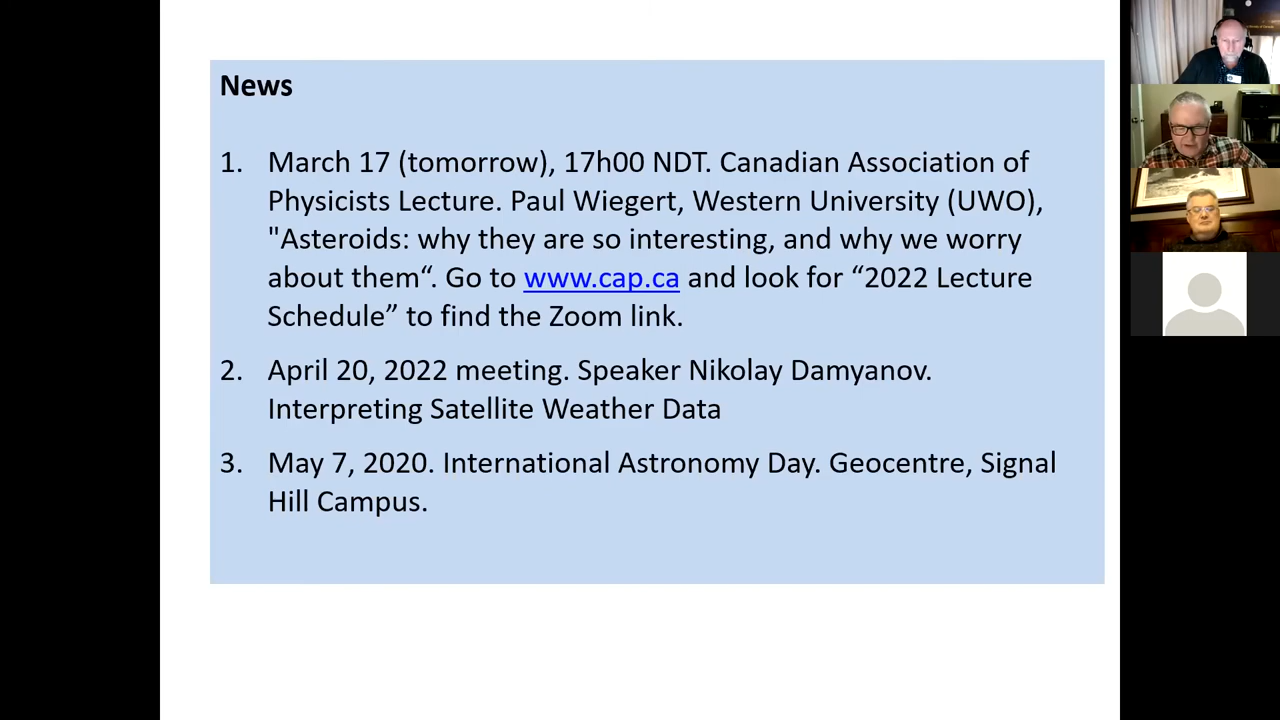 News
1. March 17 (tomorrow), 17h00 NDT. Canadian Association of
Physicists Lecture. Paul Wiegert, Western University (UWO),
"Asteroids: why they are so interesting, and why we worry
about them“. Go to www.cap.ca and look for “2022 Lecture
Schedule” to find the Zoom link.
2. April 20, 2022 meeting. Speaker Nikolay Damyanov.
Interpreting Satellite Weather Data
3. May 7, 2020. International Astronomy Day. Geocentre, Signal
Hill Campus.